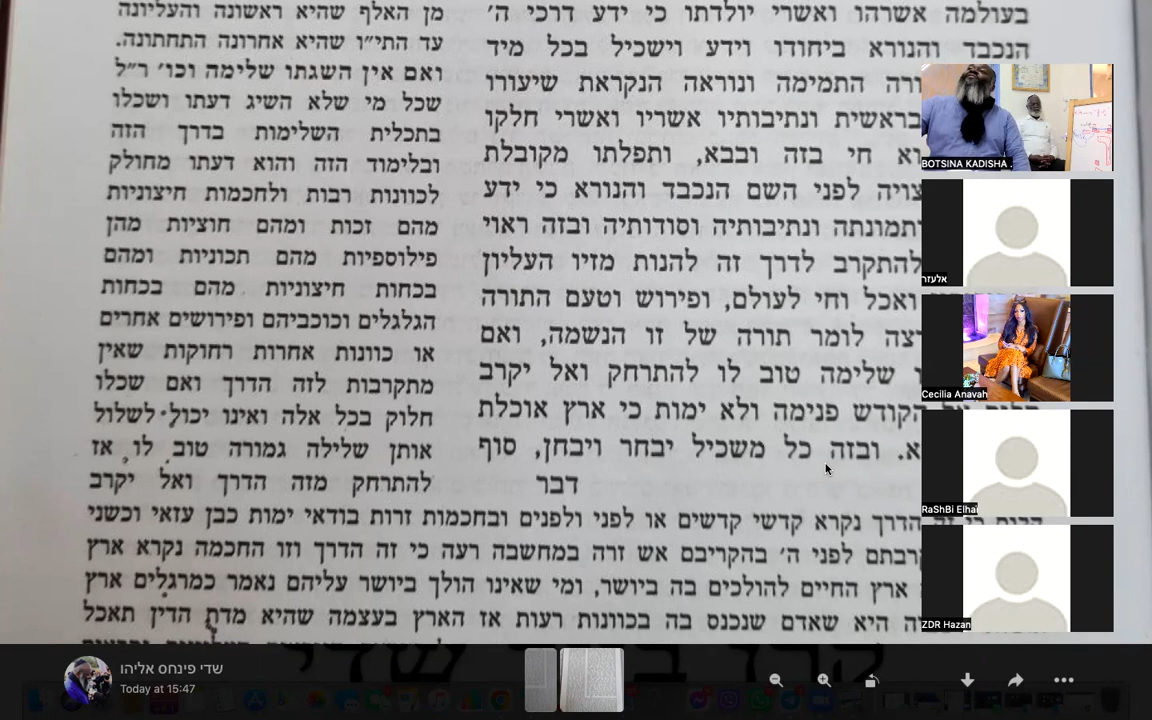 בעולמה אשרהו ואשרי יולדתו כי ידע דרכי ה׳
הנכבד והנורא ביחודו וידע וישכיל בכל מיד
ורה התמימה ונוראה הנקראת שיעורו
בראשית ונתיבותיו אשריו ואשרי חלקו
וא חי בזה ובבא, ותפלתו מקובלת
צויה לפני השם הנכבד והנורא כי ידע
ותמונתה ונתיבותיה וסודותיה ובזה ראוי
להתקרב לדרך זה להנות מזיו העליון
ואכל וחי לעולם, ופירוש וטעם התורה
רצה לומר תורה של זו הנשמה, ואם
שלימה טוב לו להתרחק ואל יקרב
הקודש פנימה ולא ימות כי ארץ אוכלת
א. ובזה כל משכיל יבחר ויבחן, סוף
דבר
מן האלף שהיא ראשונה והעליונה
עד התי״ו שהיא אחרונה התחתונה.
ואם אין השגתו שלימה וכו׳ ר״ל
שכל מי שלא השיג דעתו ושכלו
בתכלית השלימות בדרך הזה
ובלימוד הזה והוא דעתו מחולק
לכוונות רבות ולחכמות חיצוניות
מהם זכות ומהם חוציות מהן
פילוספיות מהם תכוניות ומהם
בכחות חיצוניות מהם בכחות
הגלגלים וכוכביהם ופירושים אחרים
או כוונות אחרות רחוקות שאין
מתקרבות לזה הדרך ואם שכלו
חלוק בכל אלה ואינו יכול לשלול
אותן שלילה גמורה טוב לו אז
להתרחק מזה הדרך ואל יקרב
הדרך נקרא קדשי קדשים או לפני ולפנים ובחכמות זרות בודאי ימות כבן עזאי וכשני
לפני ה׳ בהקריבם אש זרה במחשבה רעה כי זה הדרך וזו החכמה נקרא ארץ
ארץ החיים להולכים בה ביושר, ומי שאינו הולך ביושר עליהם נאמר כמרגלים ארץ
היא שאדם שנכנס בה בכוונות רעות אז הארץ בעצמה שהיא מדת הדין תאכל
BOTSINA KADISHA .
אלעזר
Cecilia Anavah
RaShBi Elhai
ZDR Hazan
שדי פינחס אליהו
Today at 15:47